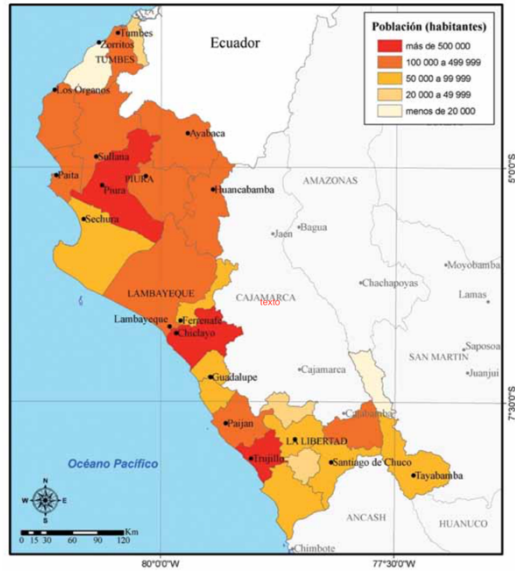 Ecuador
Población (habitantes)
más de 500 000
100 000 a 499 999
50 000 a 99 999
20 000 a 49 999
menos de 20 000
Tumbes
Zorritos
TUMBES
Los Organos
Ayabaca
Sullana
Paita
PIURA
Piura
Huancabamba
5°0'0"S
AMAZONAS
Sechura
Jaen
Bagua
Moyobamba
Chachapoyas
LAMBAYEQUE
CAJAMARCA
texto
Lamas
Lambayeque
Ferreñafe
Chiclayo
SAN MARTIN
Saposoa
Cajamarca
Juanjui
Guadalupe
7°30'0"S
Paijan
Cajabamba
LA LIBERTAD
Océano Pacífico
Trujillo
Santiago de Chuco
Tayabamba
N
W
E
S
Km
0 15 30 60 90 120
ANCASH
HUANUCO
Chimbote
80°0'0"W
77°30'0"W